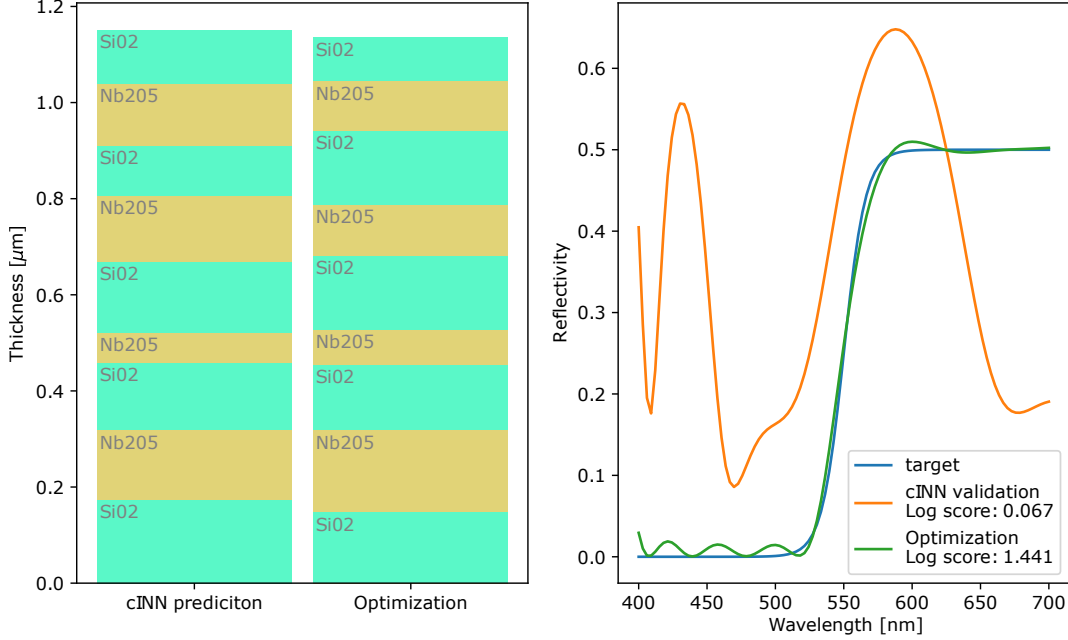 1.2
1.0
0.8
0.6
0.4
0.2
0.0
Thickness [μm]
Si02
Nb205
Si02
Nb205
Si02
Nb205
Si02
Nb205
Si02
Si02
Nb205
Si02
Nb205
Si02
Nb205
Si02
Nb205
Si02
cINN prediciton
Optimization
0.6
0.5
0.4
0.3
0.2
0.1
0.0
Reflectivity
target
cINN validation
Log score: 0.067
Optimization
Log score: 1.441
400
450
500
550
600
650
700
Wavelength [nm]